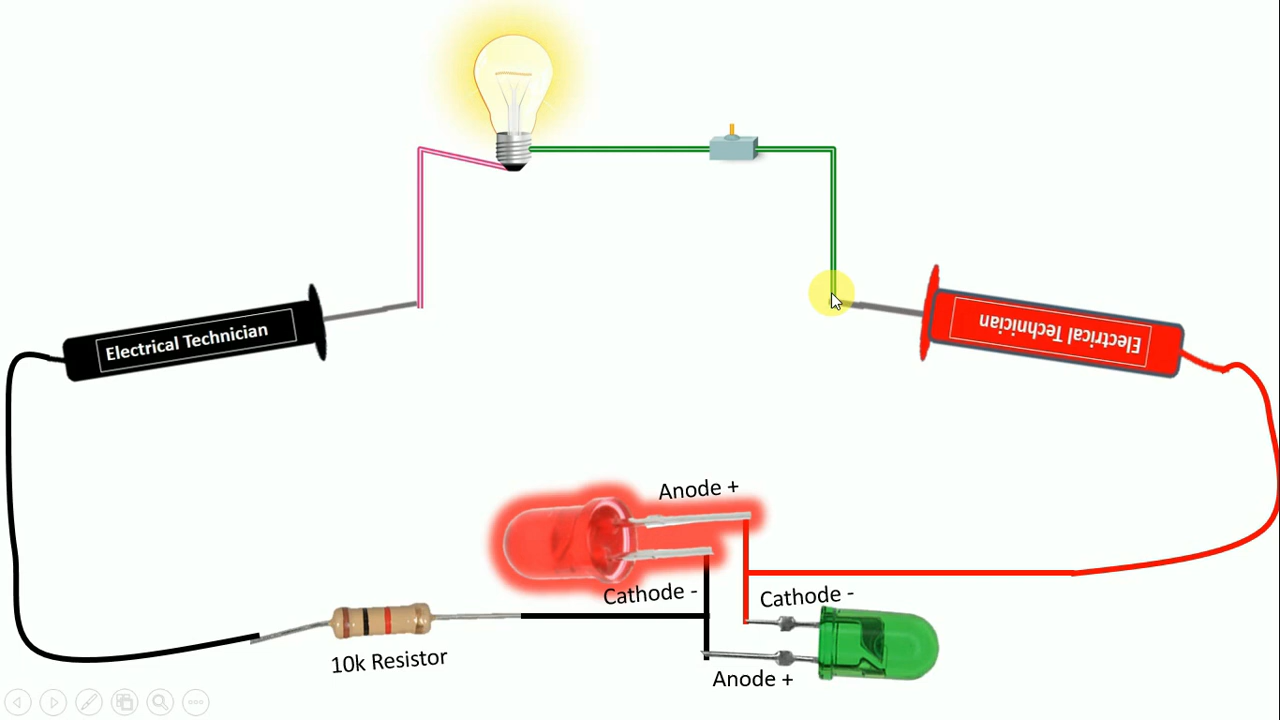 Electrical Technician
Electrical Technician
Anode +
Cathode -
Cathode -
10k Resistor
Anode +